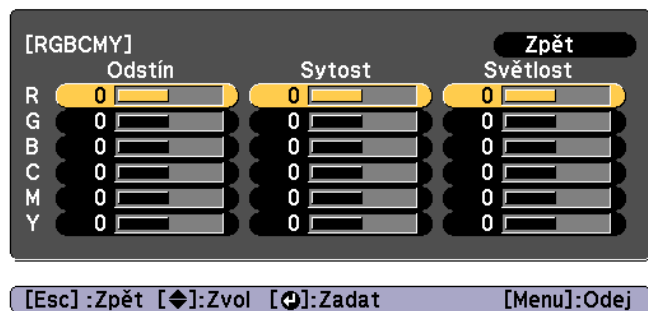 [RGBCMY] Zpět
Odstín Sytost Světlost
R 0 0 0
G 0 0 0
B 0 0 0
C 0 0 0
M 0 0 0
Y 0 0 0
[Esc] :Zpět [◆]:Zvol [↵]:Zadat [Menu]:Odej